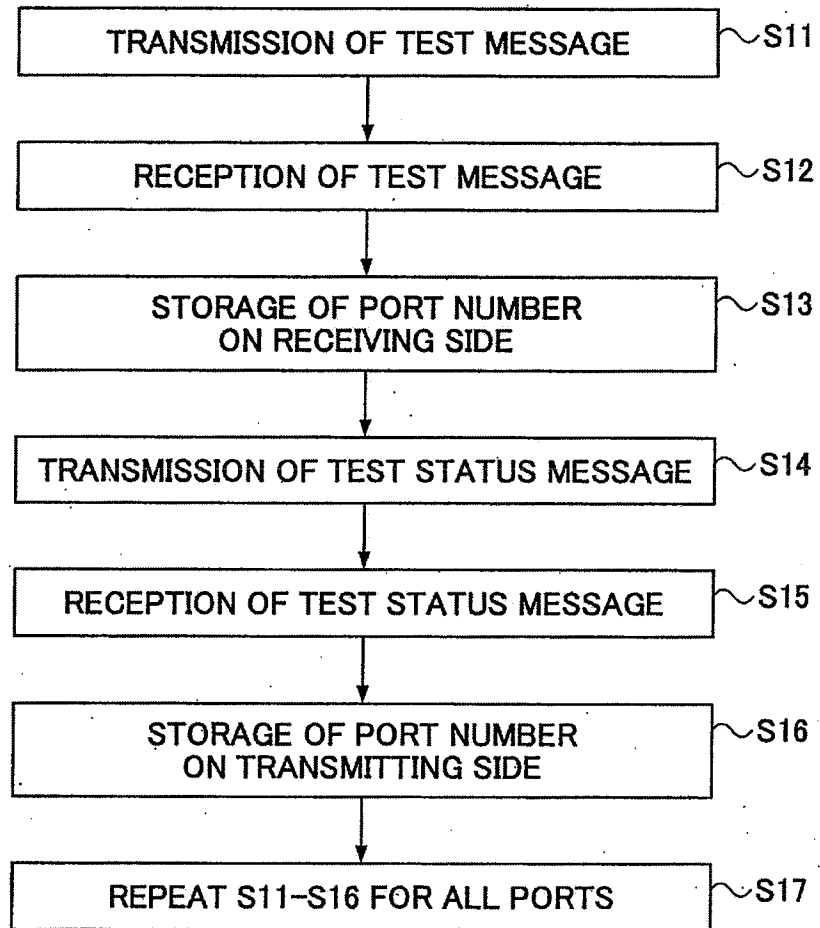 TRANSMISSION OF TEST MESSAGE
S11
RECEPTION OF TEST MESSAGE
S12
STORAGE OF PORT NUMBER
ON RECEIVING SIDE
S13
TRANSMISSION OF TEST STATUS MESSAGE
S14
RECEPTION OF TEST STATUS MESSAGE
S15
STORAGE OF PORT NUMBER
ON TRANSMITTING SIDE
S16
REPEAT S11-S16 FOR ALL PORTS
S17